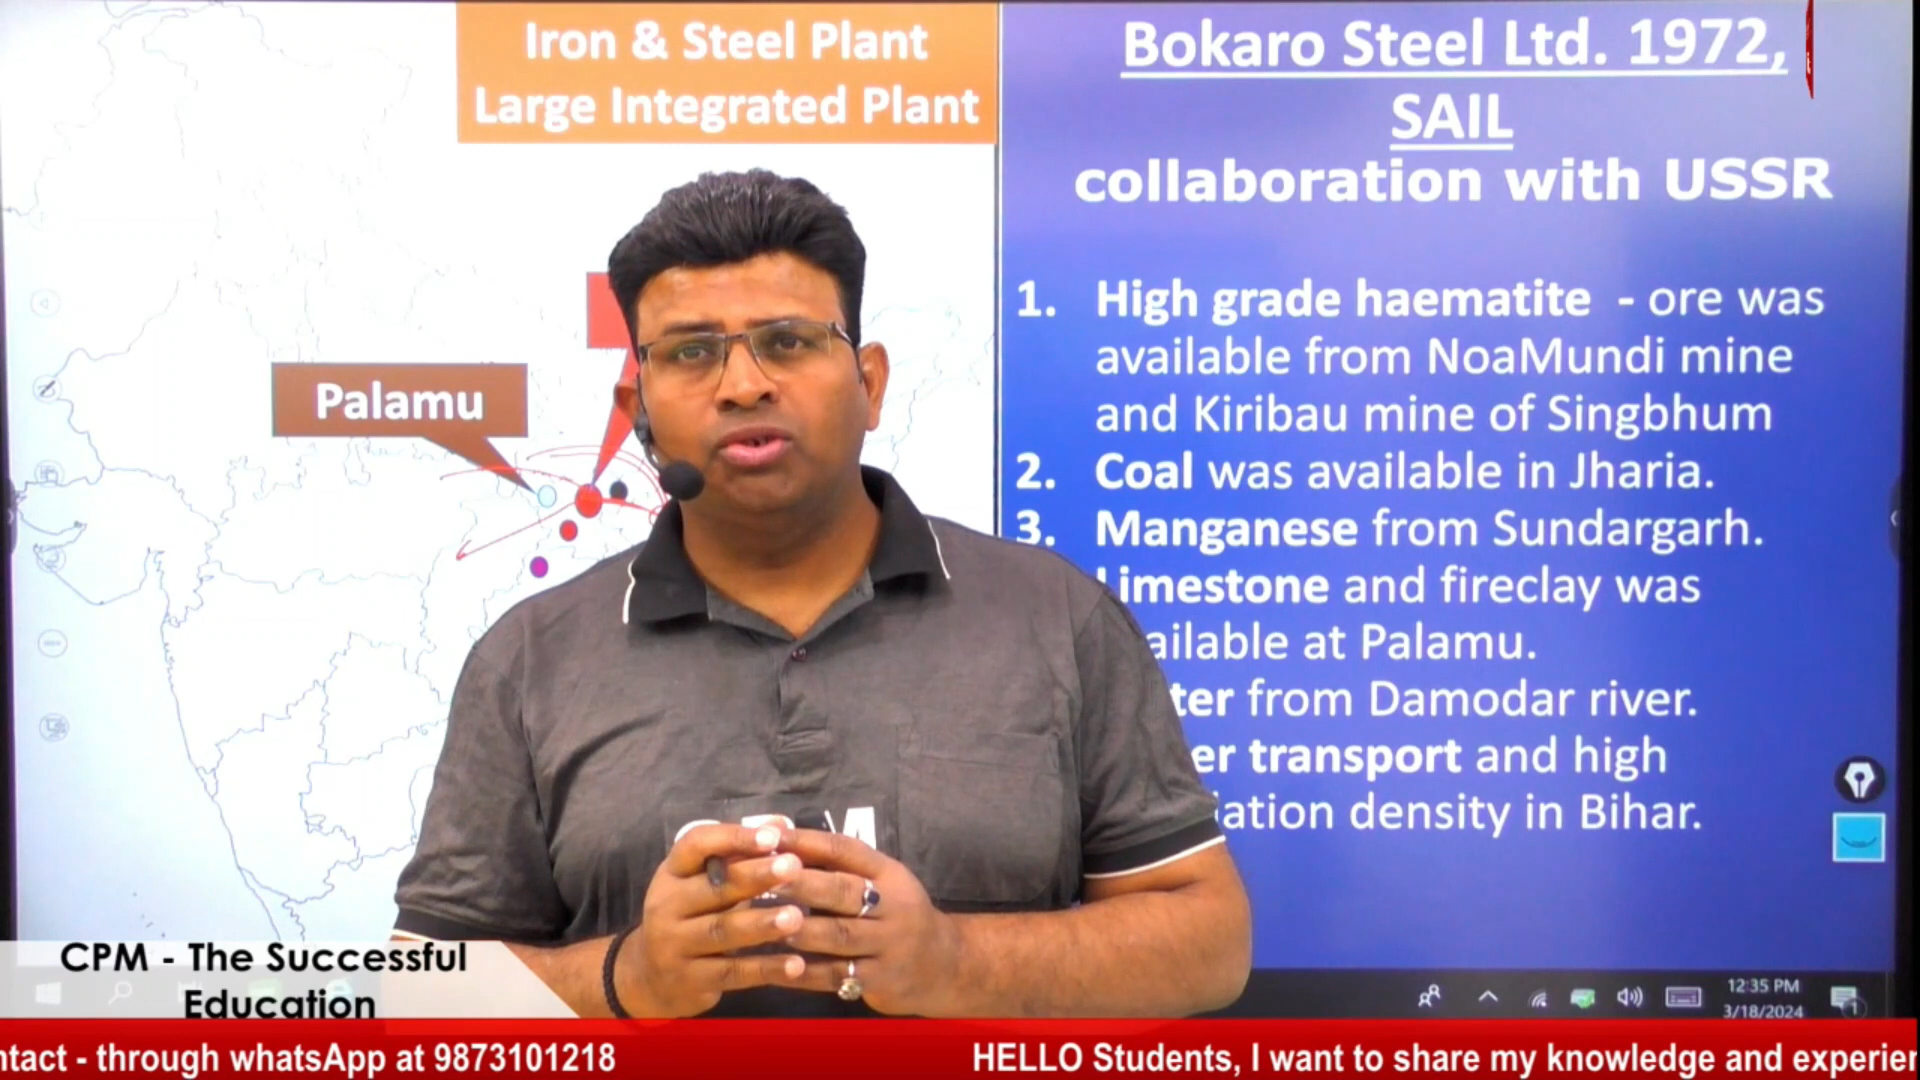 Iron & Steel Plant
Large Integrated Plant
Palamu
Bokaro Steel Ltd. 1972,
SAIL
collaboration with USSR
1. High grade haematite - ore was
available from NoaMundi mine
and Kiribau mine of Singbhum
2. Coal was available in Jharia.
3. Manganese from Sundargarh.
Limestone and fireclay was
ailable at Palamu.
ter from Damodar river.
er transport and high
iation density in Bihar.
CPM - The Successful
Education
12:35 PM
3/18/2024
1
ntact - through whatsApp at 9873101218
HELLO Students, I want to share my knowledge and experier